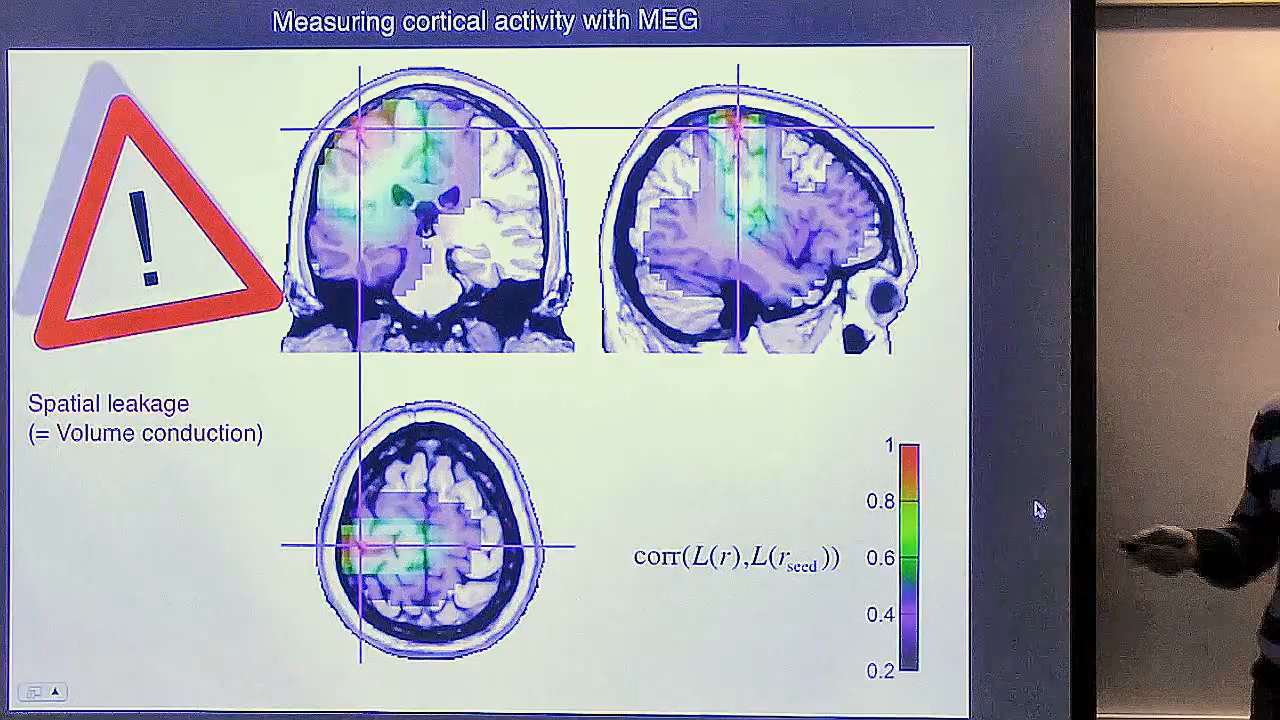 Measuring cortical activity with MEG
!
Spatial leakage
(= Volume conduction)
corr(L(r),L(r_seed))
1
0.8
0.6
0.4
0.2